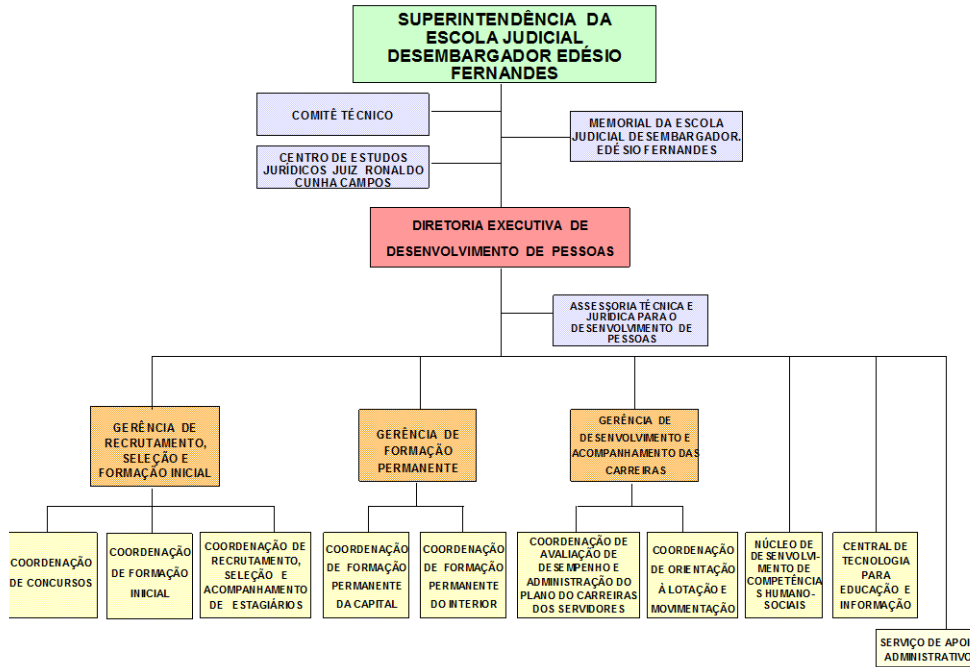 SUPERINTENDÊNCIA DA
ESCOLA JUDICIAL
DESEMBARGADOR EDÉSIO
FERNANDES
COMITÊ TÉCNICO
MEMORIAL DA ESCOLA
JUDICIAL DESEMBARGADOR.
EDÉSIO FERNANDES
CENTRO DE ESTUDOS
JURÍDICOS JUIZ RONALDO
CUNHA CAMPOS
DIRETORIA EXECUTIVA DE
DESENVOLVIMENTO DE PESSOAS
ASSESSORIA TÉCNICA E
JURÍDICA PARA O
DESENVOLVIMENTO DE
PESSOAS
GERÊNCIA DE
RECRUTAMENTO,
SELEÇÃO E
FORMAÇÃO INICIAL
GERÊNCIA DE
FORMAÇÃO
PERMANENTE
GERÊNCIA DE
DESENVOLVIMENTO E
ACOMPANHAMENTO DAS
CARREIRAS
COORDENAÇÃO
DE CONCURSOS
COORDENAÇÃO
DE FORMAÇÃO
INICIAL
COORDENAÇÃO DE
RECRUTAMENTO,
SELEÇÃO E
ACOMPANHAMENTO
DE ESTAGIÁRIOS
COORDENAÇÃO
DE FORMAÇÃO
PERMANENTE
DA CAPITAL
COORDENAÇÃO
DE FORMAÇÃO
PERMANENTE
DO INTERIOR
COORDENAÇÃO DE
AVALIAÇÃO DE
DESEMPENHO E
ADMINISTRAÇÃO DO
PLANO DO CARREIRAS
DOS SERVIDORES
COORDENAÇÃO
DE ORIENTAÇÃO
À LOTAÇÃO E
MOVIMENTAÇÃO
NÚCLEO DE
DESENVOLVI-
MENTO DE
COMPETÊNCIA
S HUMANO-
SOCIAIS
CENTRAL DE
TECNOLOGIA
PARA
EDUCAÇÃO E
INFORMAÇÃO
SERVIÇO DE APOI
ADMINISTRATIVO